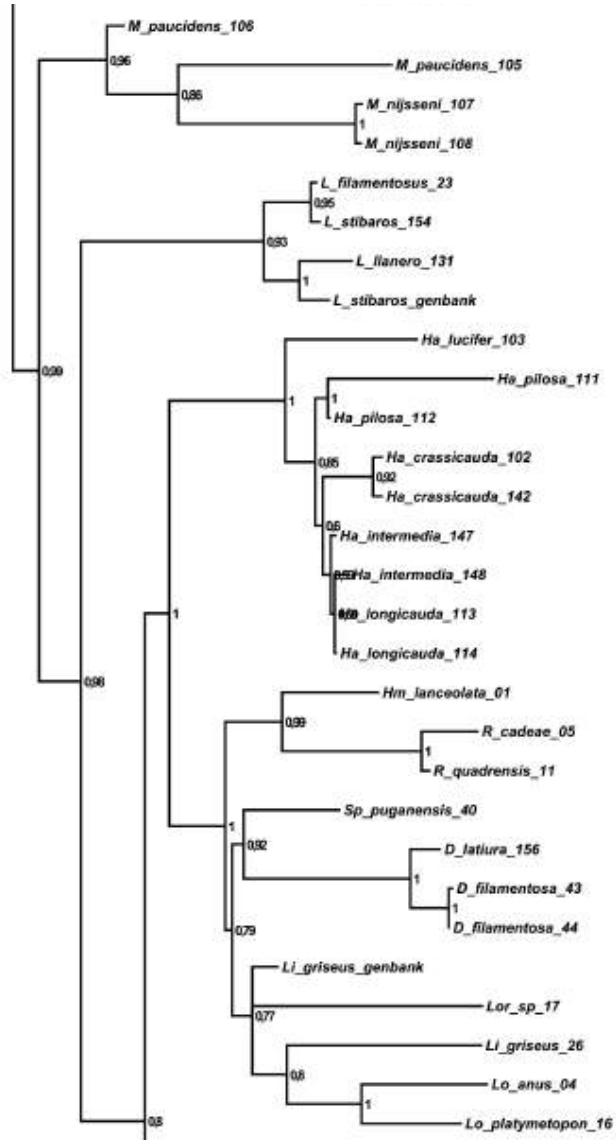 M_paucidens_106
0,96
M_paucidens_105
0,86
M_nijsseni_107
1
M_nijsseni_108
L_filamentosus_23
0,95
L_stibaros_154
0,93
L_llanero_131
1
L_stibaros_genbank
Ha_lucifer_103
0,99
Ha_pilosa_111
1
1
Ha_pilosa_112
Ha_crassicauda_102
0,85
0,92
Ha_crassicauda_142
0,6
Ha_intermedia_147
Ha_intermedia_148
1
Ha_longicauda_113
Ha_longicauda_114
0,98
Hm_lanceolata_01
0,99
R_cadeae_05
1
R_quadrensis_11
Sp_puganensis_40
1
0,92
D_latiura_156
1
D_filamentosa_43
1
D_filamentosa_44
0,79
Li_griseus_genbank
Lor_sp_17
0,77
Li_griseus_26
0,8
Lo_anus_04
1
Lo_platymetopon_16
0,8